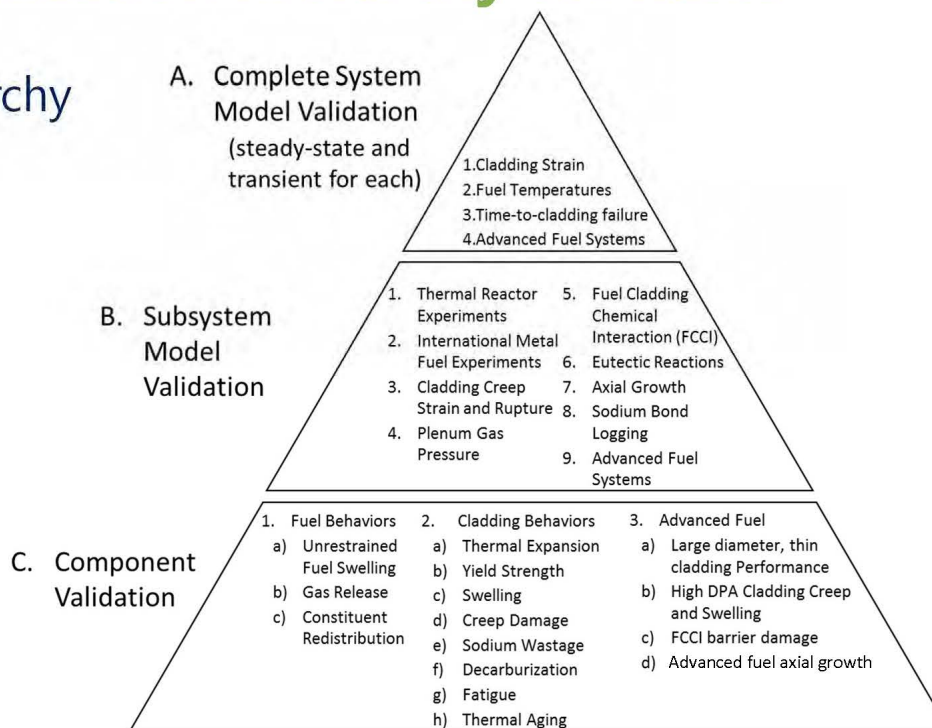 rchy
A. Complete System
Model Validation
(steady-state and
transient for each)
1.Cladding Strain
2.Fuel Temperatures
3.Time-to-cladding failure
4.Advanced Fuel Systems
B. Subsystem
Model
Validation
1. Thermal Reactor
Experiments
2. International Metal
Fuel Experiments
3. Cladding Creep
Strain and Rupture
4. Plenum Gas
Pressure
5. Fuel Cladding
Chemical
Interaction (FCCI)
6. Eutectic Reactions
7. Axial Growth
8. Sodium Bond
Logging
9. Advanced Fuel
Systems
C. Component
Validation
1. Fuel Behaviors
a) Unrestrained
Fuel Swelling
b) Gas Release
c) Constituent
Redistribution
2. Cladding Behaviors
a) Thermal Expansion
b) Yield Strength
c) Swelling
d) Creep Damage
e) Sodium Wastage
f) Decarburization
g) Fatigue
h) Thermal Aging
3. Advanced Fuel
a) Large diameter, thin
cladding Performance
b) High DPA Cladding Creep
and Swelling
c) FCCI barrier damage
d) Advanced fuel axial growth